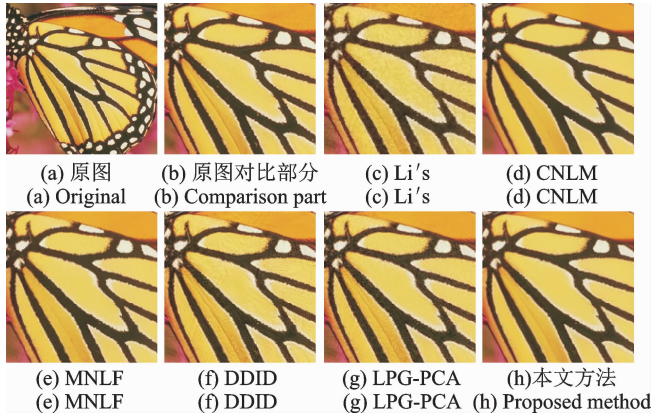 (a) 原图 (b) 原图对比部分 (c) Li's (d) CNLM
(a) Original (b) Comparison part (c) Li's (d) CNLM
(e) MNLF (f) DDID (g) LPG-PCA (h)本文方法
(e) MNLF (f) DDID (g) LPG-PCA (h) Proposed method